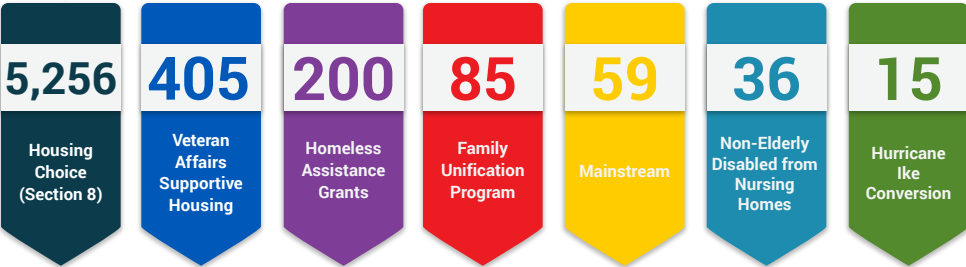 5,256
Housing
Choice
(Section 8)
405
Veteran
Affairs
Supportive
Housing
200
Homeless
Assistance
Grants
85
Family
Unification
Program
59
Mainstream
36
Non-Elderly
Disabled from
Nursing
Homes
15
Hurricane
Ike
Conversion